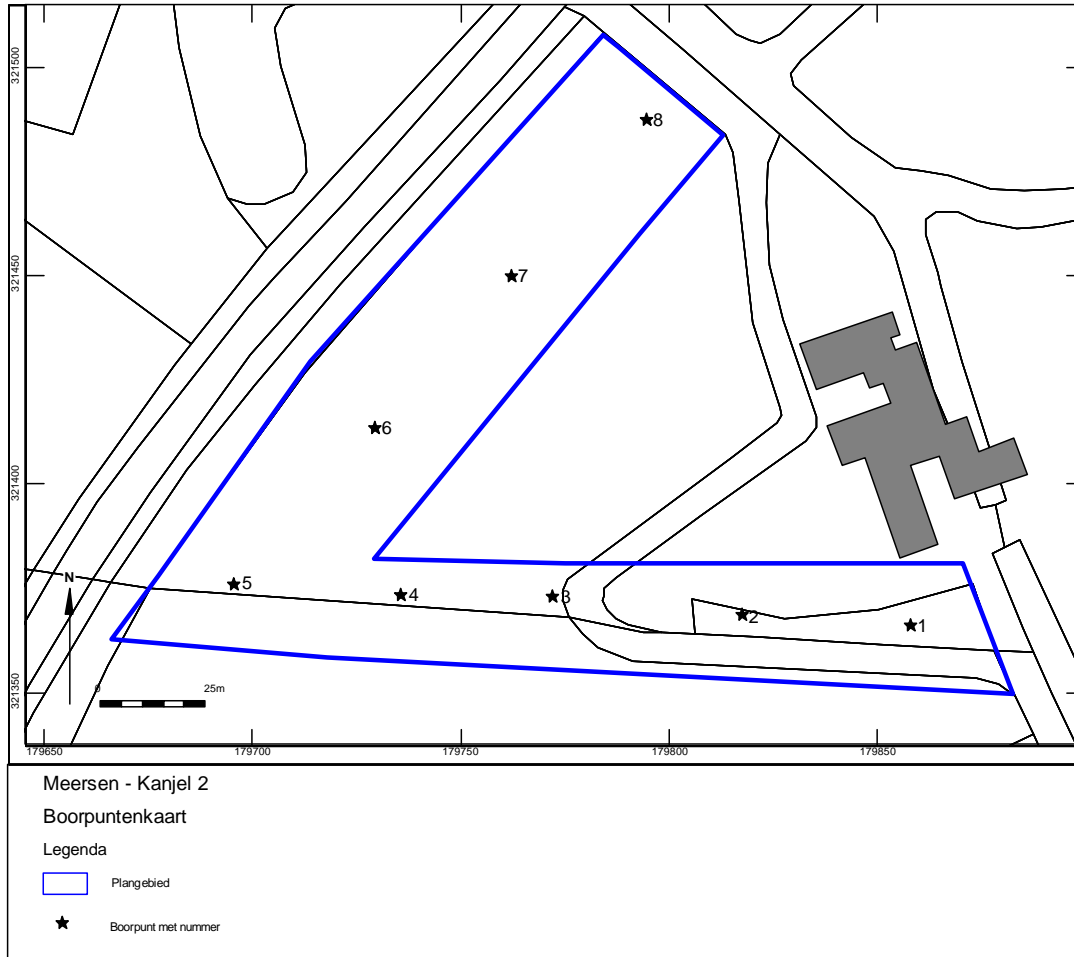 321500
8
321450
7
6
321400
N
5
4
3
2
1
321350
0 25m
179650 179700 179750 179800 179850
Meersen - Kanjel 2
Boorpuntenkaart
Legenda
Plangebied
Boorpunt met nummer